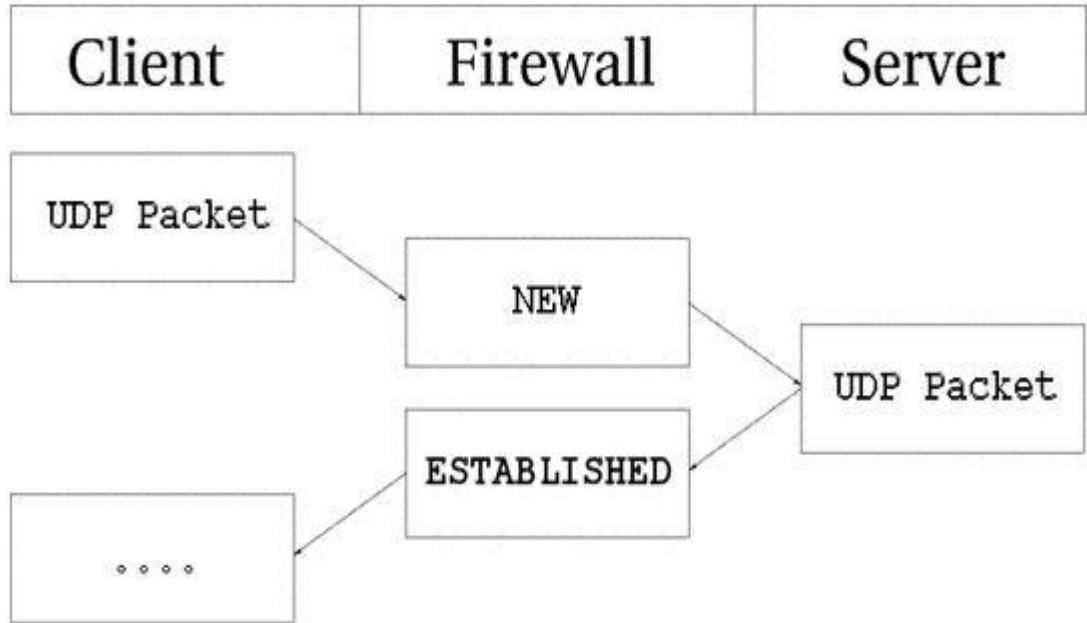 Client Firewall Server
UDP Packet
NEW
UDP Packet
ESTABLISHED
....